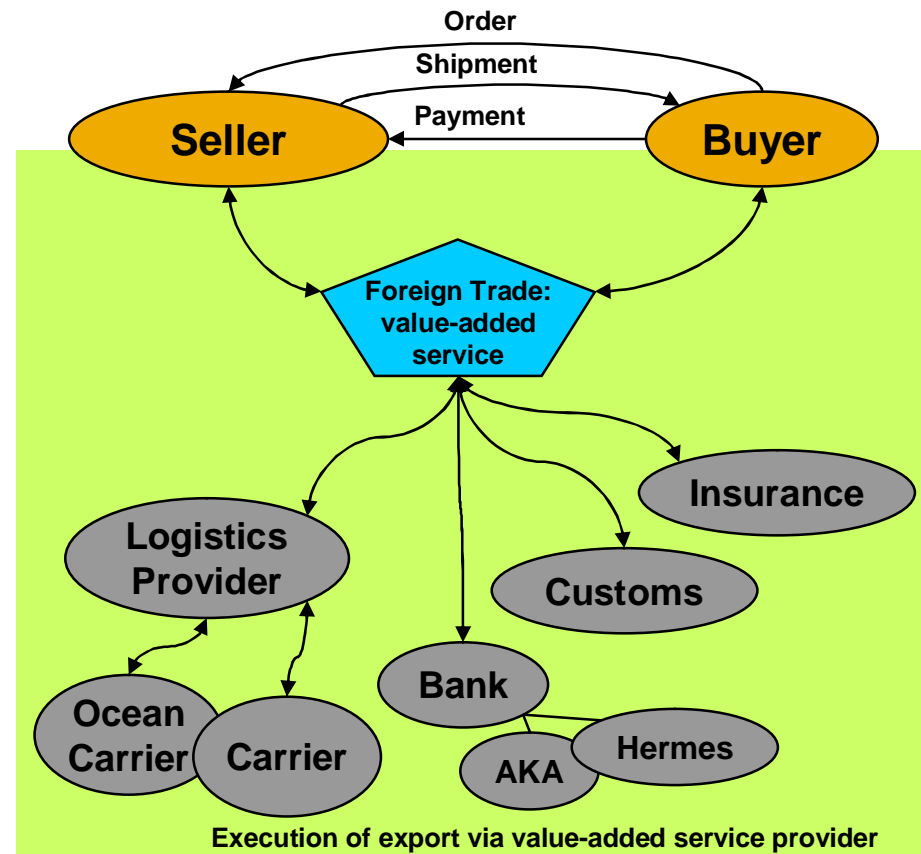 Order
Shipment
Payment
Seller
Buyer
Foreign Trade:
value-added
service
Insurance
Logistics
Provider
Customs
Bank
Ocean
Carrier
Carrier
Hermes
AKA
Execution of export via value-added service provider